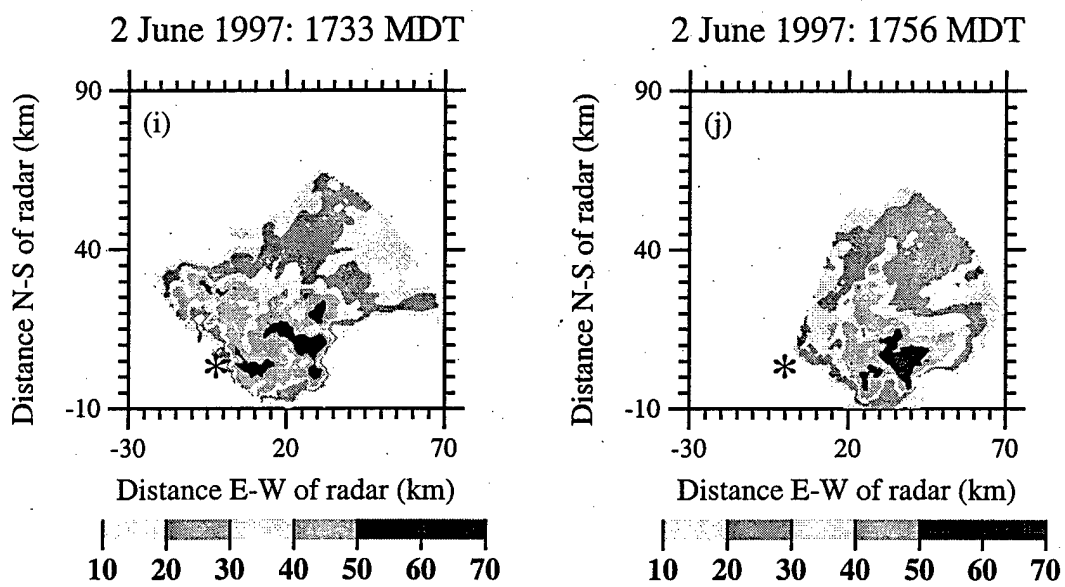 2 June 1997: 1733 MDT
Distance N-S of radar (km)
90
40
-10
(i)
*
-30 20 70
Distance E-W of radar (km)
10 20 30 40 50 60 70
2 June 1997: 1756 MDT
Distance N-S of radar (km)
90
40
-10
(j)
*
-30 20 70
Distance E-W of radar (km)
10 20 30 40 50 60 70